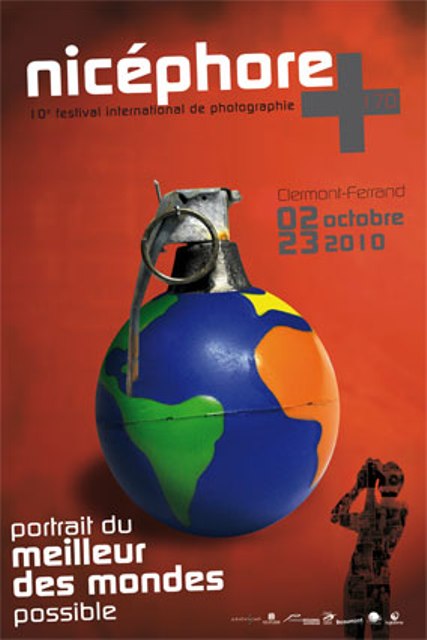 nicéphore
10e festival international de photographie
Clermont-Ferrand
02 octobre
23 2010
portrait du
meilleur
des mondes
possible